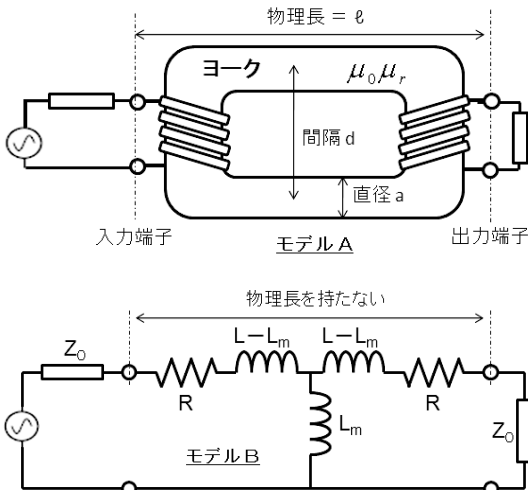 物理長 = ℓ
ヨーク
μ₀μᵣ
間隔 d
直径 a
入力端子
出力端子
モデルA
物理長を持たない
Z₀
R
L−Lₘ
L−Lₘ
R
Lₘ
Z₀
モデルB